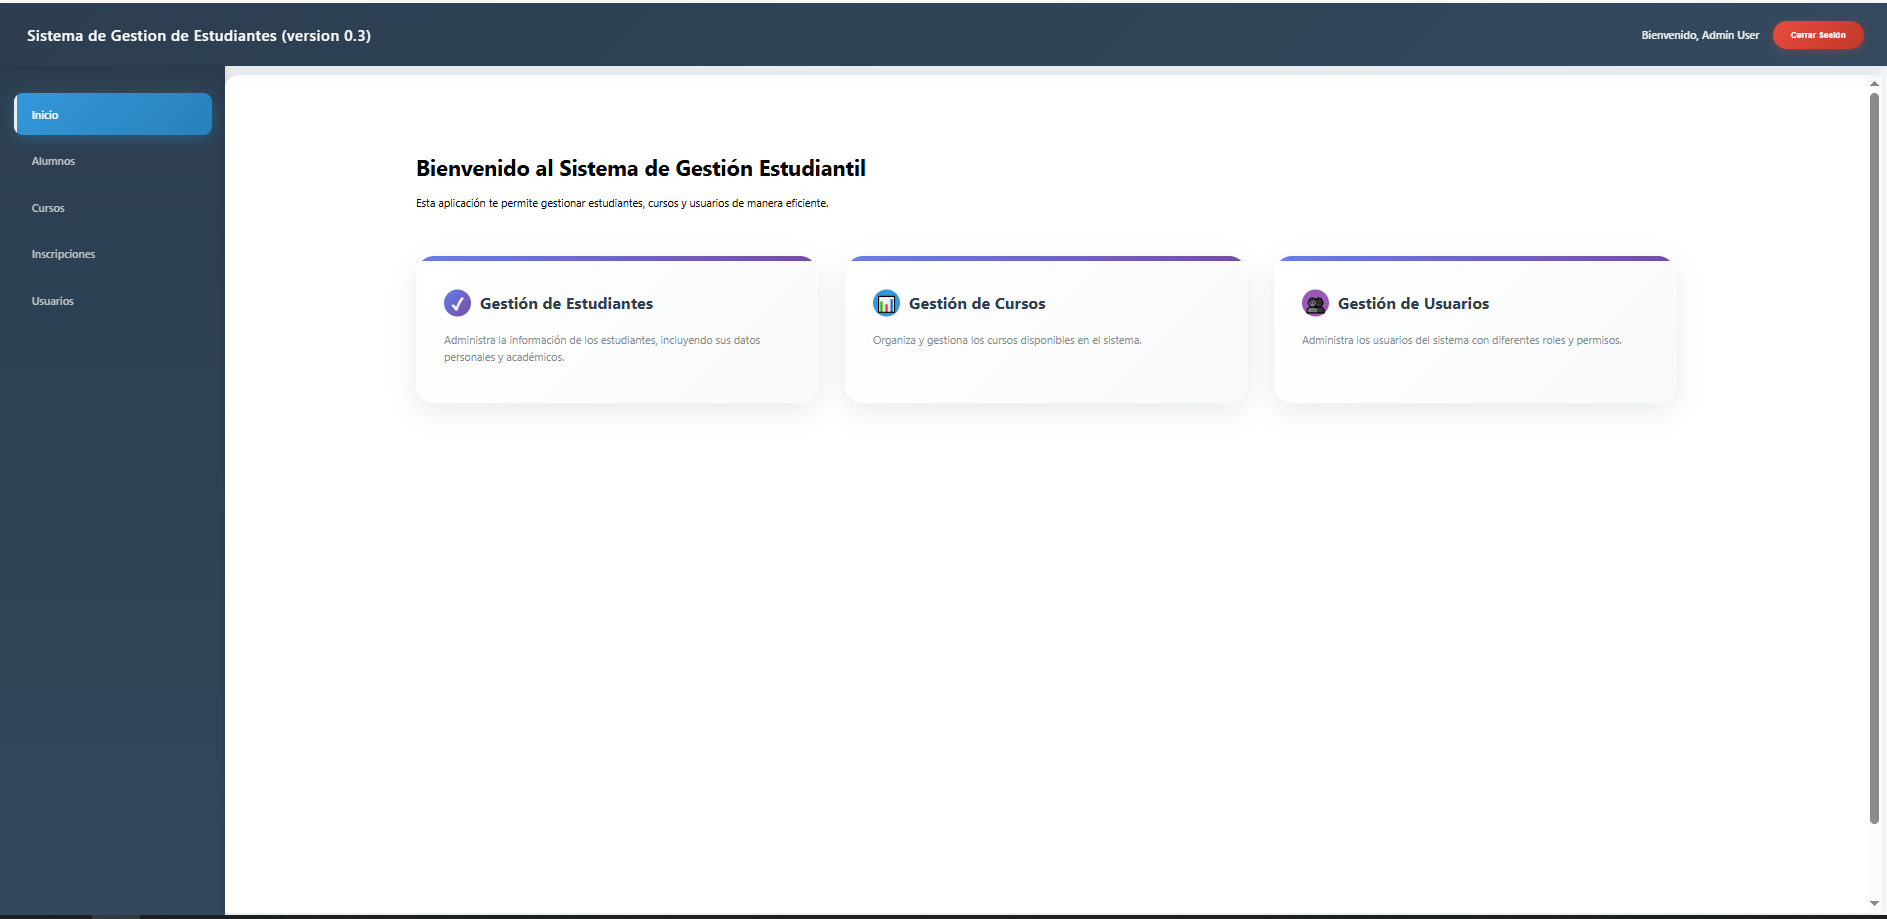 Sistema de Gestion de Estudiantes (version 0.3)
Bienvenido, Admin User
Cerrar Sesión
Inicio
Alumnos
Cursos
Inscripciones
Usuarios
Bienvenido al Sistema de Gestión Estudiantil
Esta aplicación te permite gestionar estudiantes, cursos y usuarios de manera eficiente.
Gestión de Estudiantes
Administra la información de los estudiantes, incluyendo sus datos
personales y académicos.
Gestión de Cursos
Organiza y gestiona los cursos disponibles en el sistema.
Gestión de Usuarios
Administra los usuarios del sistema con diferentes roles y permisos.